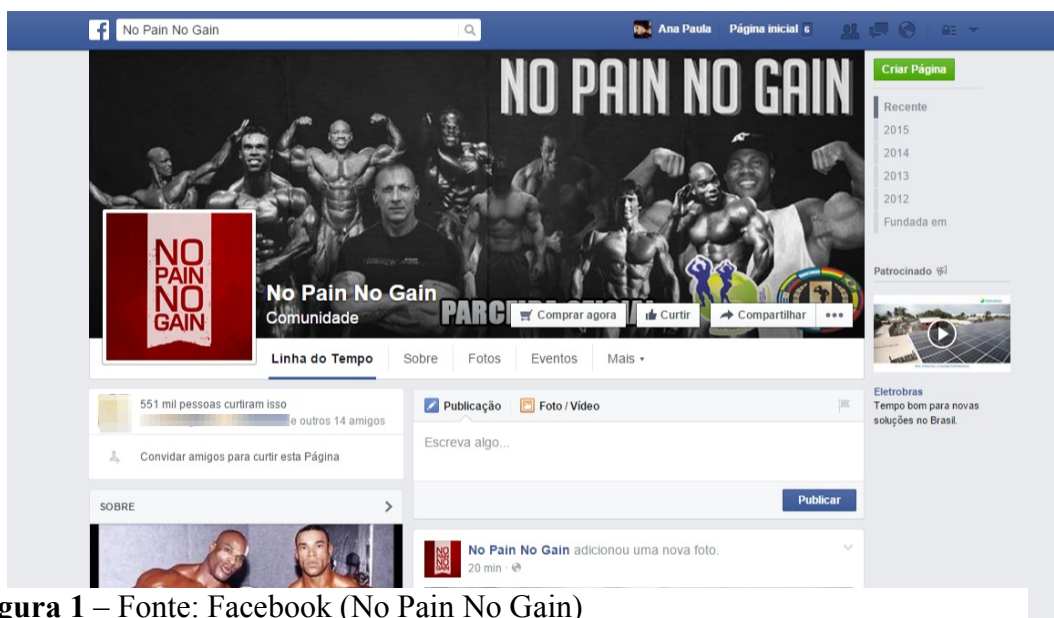 No Pain No Gain
Ana Paula
Página inicial 6
NO PAIN NO GAIN
Criar Página
Recente
2015
2014
2013
2012
Fundada em
NO
PAIN
NO
GAIN
No Pain No Gain
Comunidade
Comprar agora
Curtir
Compartilhar
Patrocinado
Linha do Tempo
Sobre
Fotos
Eventos
Mais
551 mil pessoas curtiram isso
e outros 14 amigos
Convidar amigos para curtir esta Página
SOBRE
Publicação
Foto / Vídeo
Escreva algo...
Publicar
No Pain No Gain adicionou uma nova foto.
20 min
Eletrobras
Tempo bom para novas
soluções no Brasil.
gura 1 – Fonte: Facebook (No Pain No Gain)